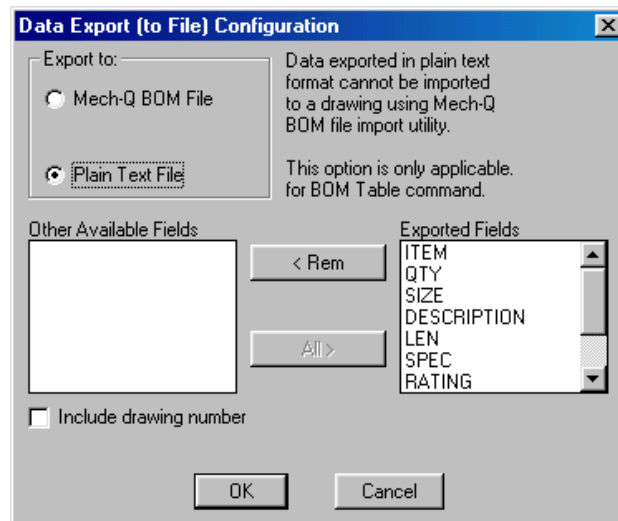 Data Export (to File) Configuration
Export to:
Mech-Q BOM File
Plain Text File
Data exported in plain text
format cannot be imported
to a drawing using Mech-Q
BOM file import utility.
This option is only applicable.
for BOM Table command.
Other Available Fields
< Rem
All >
Exported Fields
ITEM
QTY
SIZE
DESCRIPTION
LEN
SPEC
RATING
Include drawing number
OK
Cancel